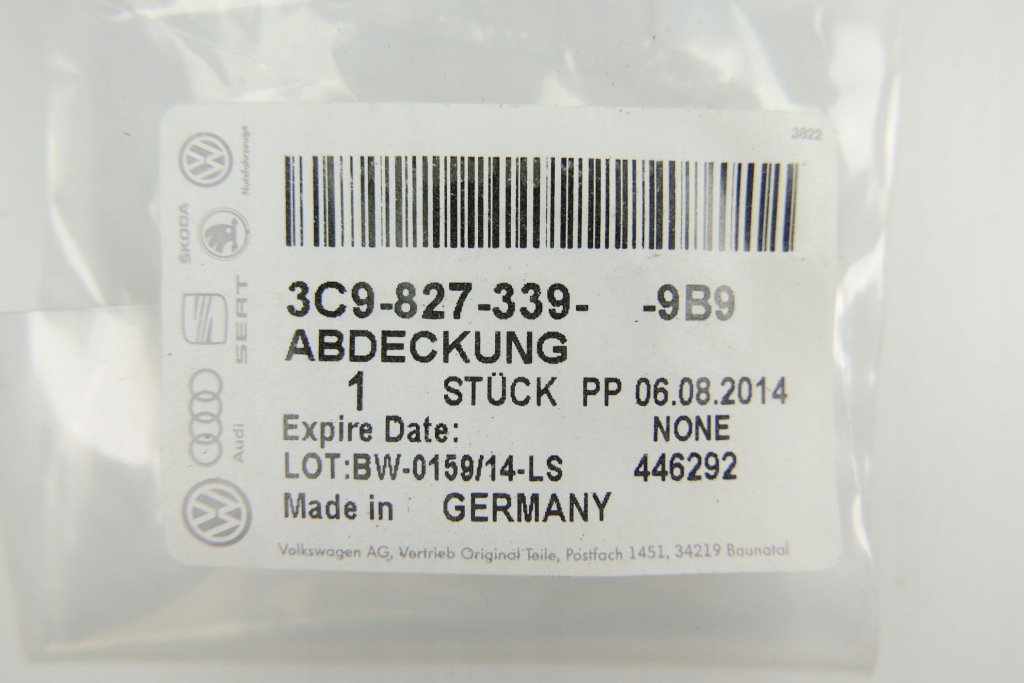 3822
Nutzfahrzeuge
ŠKODA
SEAT
Audi
3C9-827-339- -9B9
ABDECKUNG
1 STÜCK PP 06.08.2014
Expire Date: NONE
LOT:BW-0159/14-LS 446292
Made in GERMANY
Volkswagen AG, Vertrieb Original Teile, Postfach 1451, 34219 Baunatal